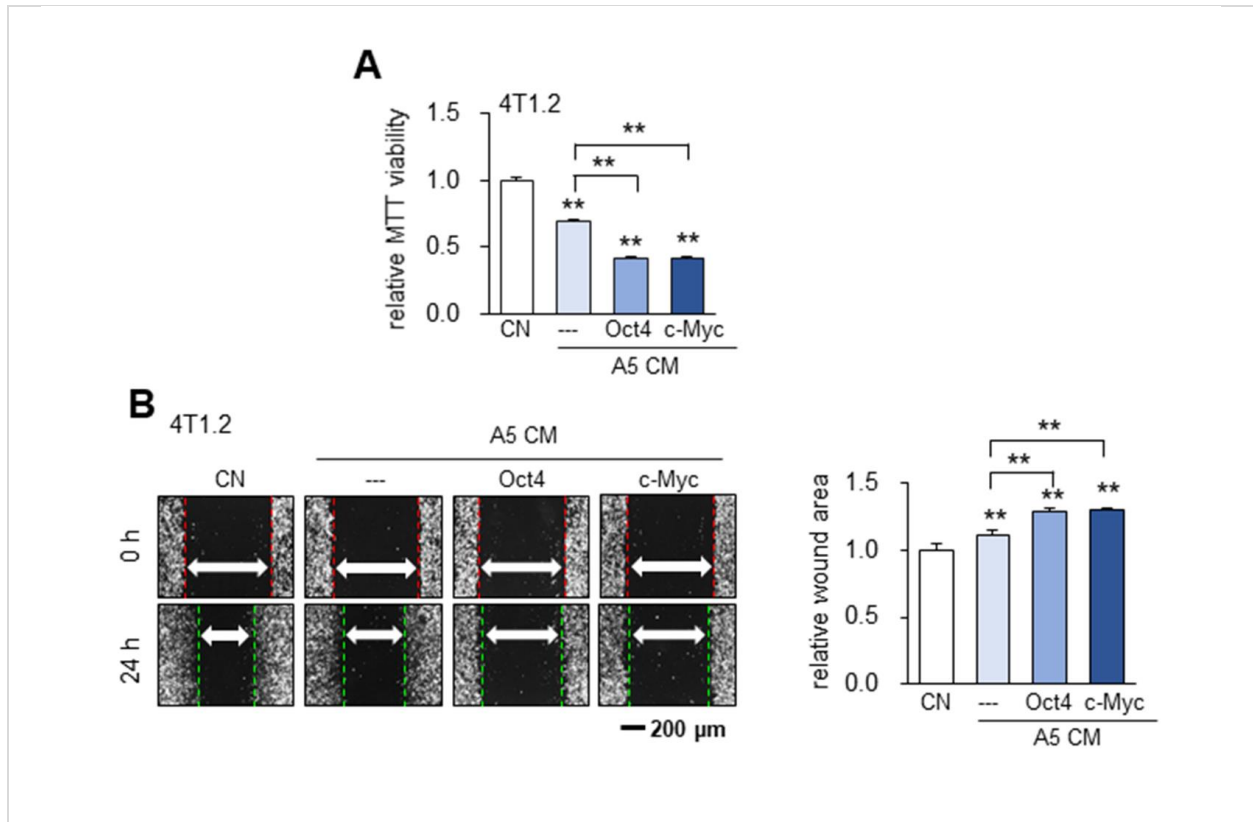 A
4T1.2
relative MTT viability
1.5
1.0
0.5
0.0
**
**
**
**
**
CN
---
Oct4
c-Myc
A5 CM
B
4T1.2
A5 CM
CN
---
Oct4
c-Myc
0 h
24 h
200 µm
relative wound area
1.5
1.0
0.5
0.0
**
**
**
**
**
CN
---
Oct4
c-Myc
A5 CM